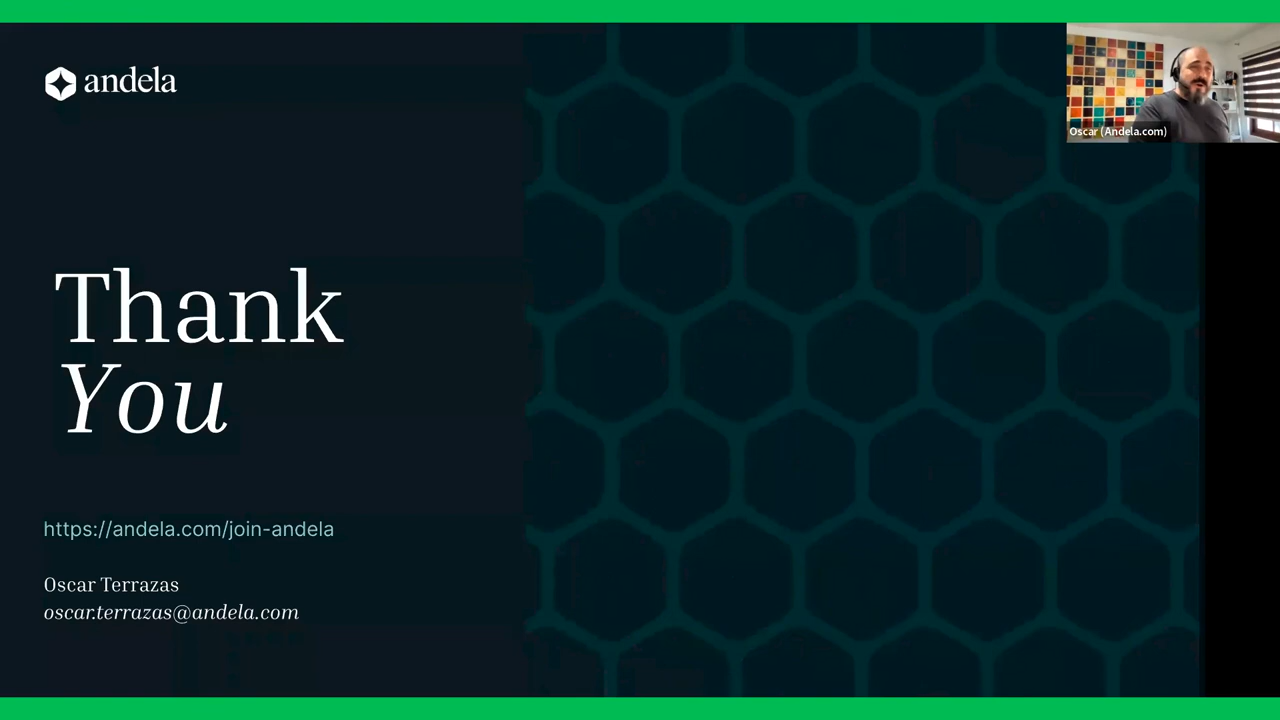 andela
Oscar (Andela.com)
Thank
You
https://andela.com/join-andela
Oscar Terrazas
oscar.terrazas@andela.com